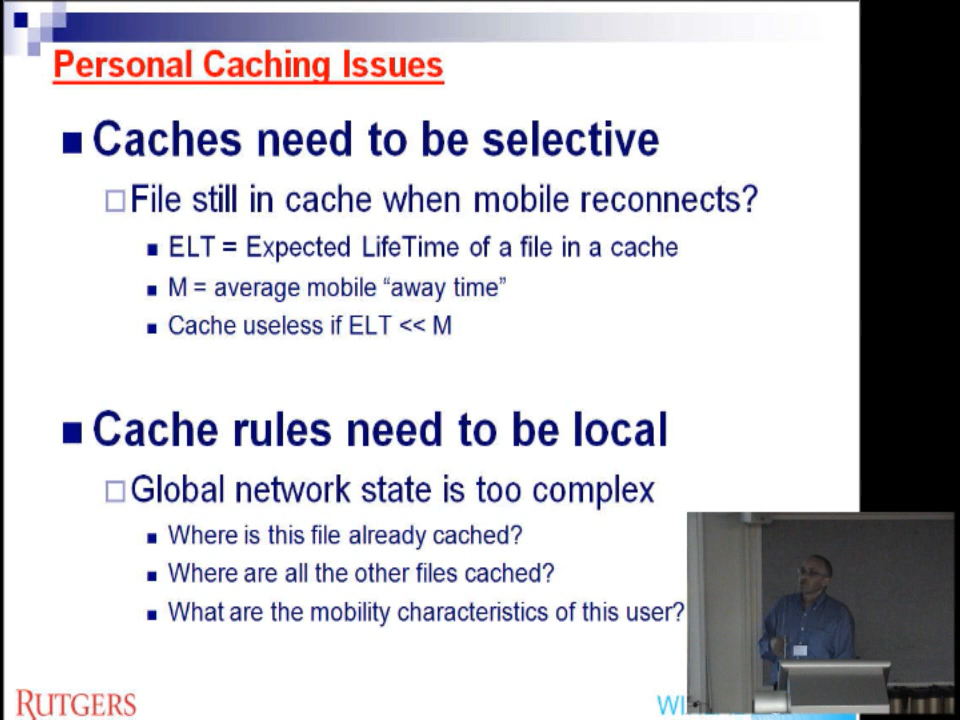 Personal Caching Issues
Caches need to be selective
File still in cache when mobile reconnects?
ELT = Expected LifeTime of a file in a cache
M = average mobile “away time”
Cache useless if ELT << M
Cache rules need to be local
Global network state is too complex
Where is this file already cached?
Where are all the other files cached?
What are the mobility characteristics of this user?
RUTGERS